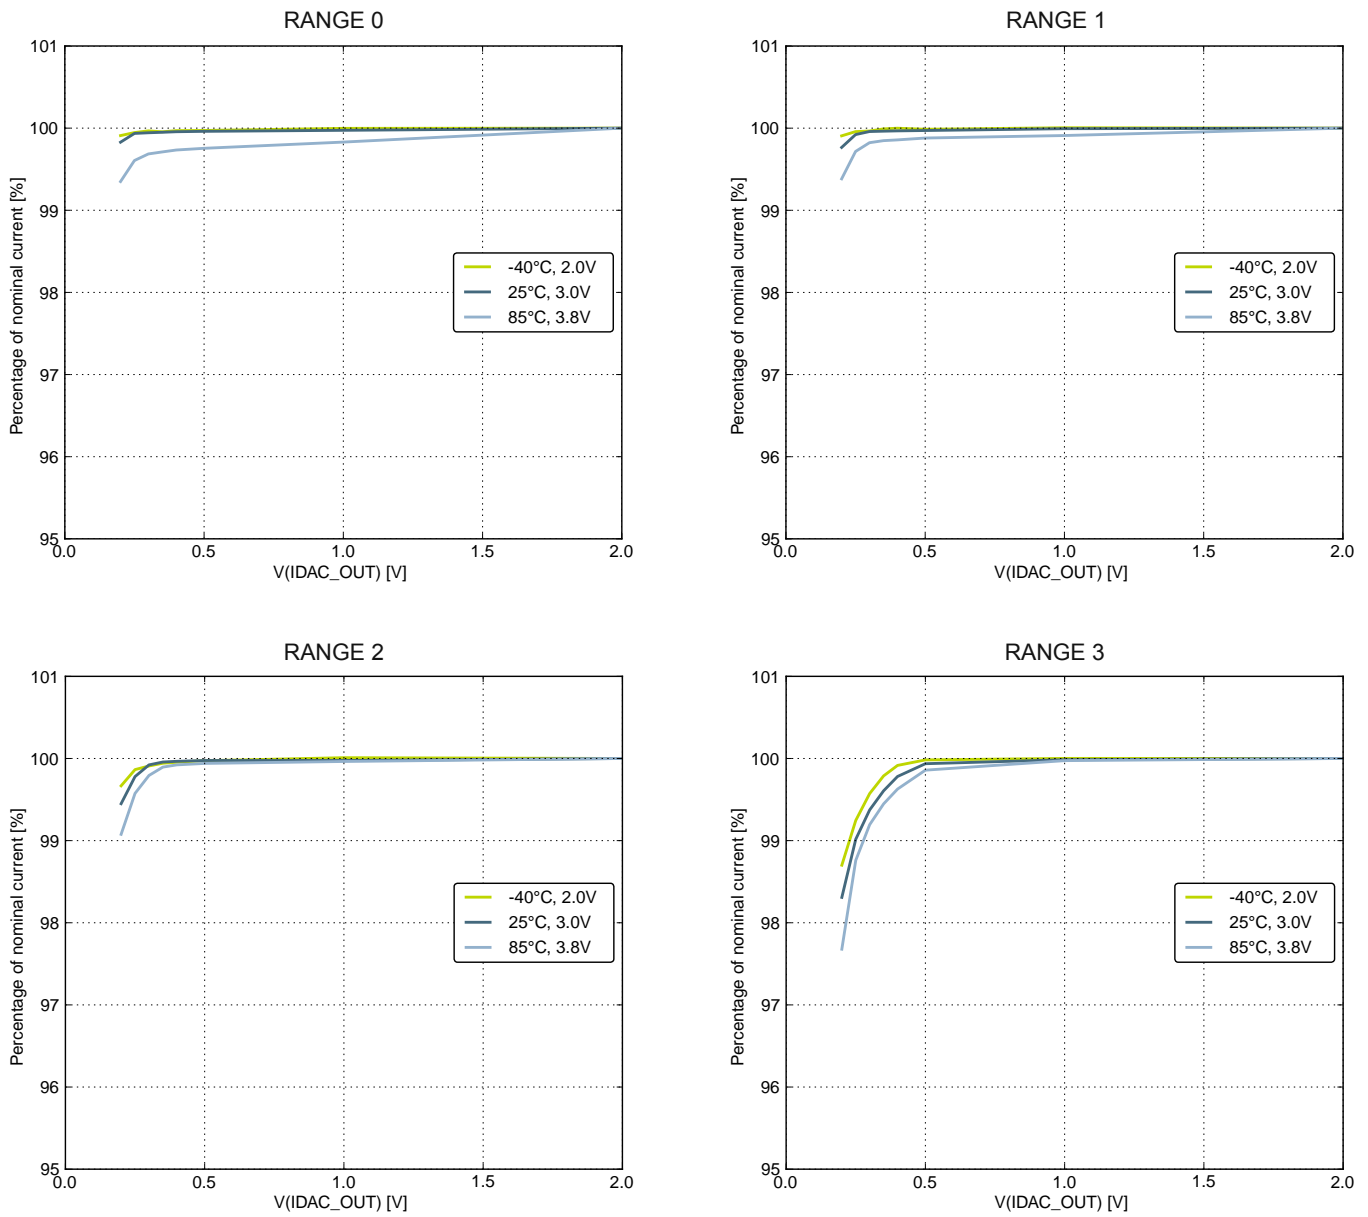 RANGE 0
101
100
99
98
97
96
95
0.0 0.5 1.0 1.5 2.0
V(IDAC_OUT) [V]
Percentage of nominal current [%]
-40°C, 2.0V
25°C, 3.0V
85°C, 3.8V
RANGE 1
101
100
99
98
97
96
95
0.0 0.5 1.0 1.5 2.0
V(IDAC_OUT) [V]
Percentage of nominal current [%]
-40°C, 2.0V
25°C, 3.0V
85°C, 3.8V
RANGE 2
101
100
99
98
97
96
95
0.0 0.5 1.0 1.5 2.0
V(IDAC_OUT) [V]
Percentage of nominal current [%]
-40°C, 2.0V
25°C, 3.0V
85°C, 3.8V
RANGE 3
101
100
99
98
97
96
95
0.0 0.5 1.0 1.5 2.0
V(IDAC_OUT) [V]
Percentage of nominal current [%]
-40°C, 2.0V
25°C, 3.0V
85°C, 3.8V